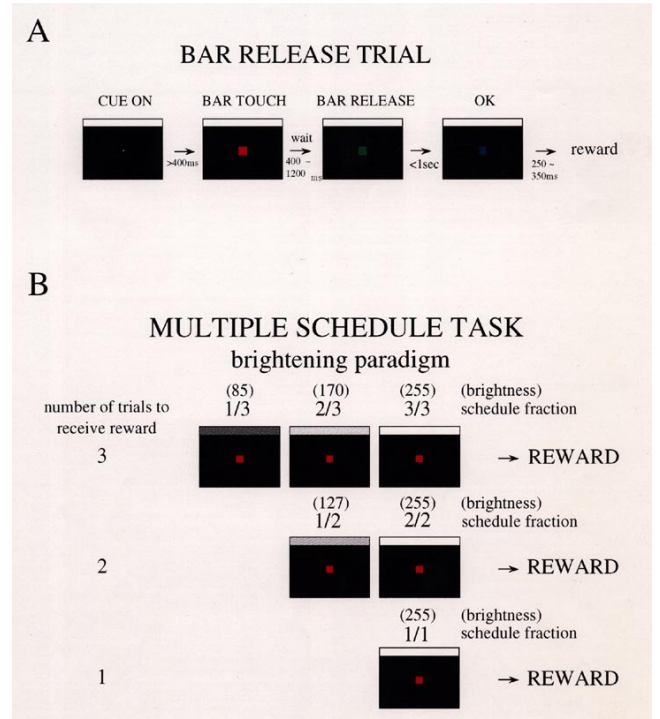 A
BAR RELEASE TRIAL
CUE ON BAR TOUCH BAR RELEASE OK
>400ms
wait
400 ~
1200 ms
<1sec
250 ~
350ms
reward
B
MULTIPLE SCHEDULE TASK
brightening paradigm
number of trials to
receive reward
(85) (170) (255) (brightness)
1/3 2/3 3/3 schedule fraction
3 → REWARD
(127) (255) (brightness)
1/2 2/2 schedule fraction
2 → REWARD
(255) (brightness)
1/1 schedule fraction
1 → REWARD